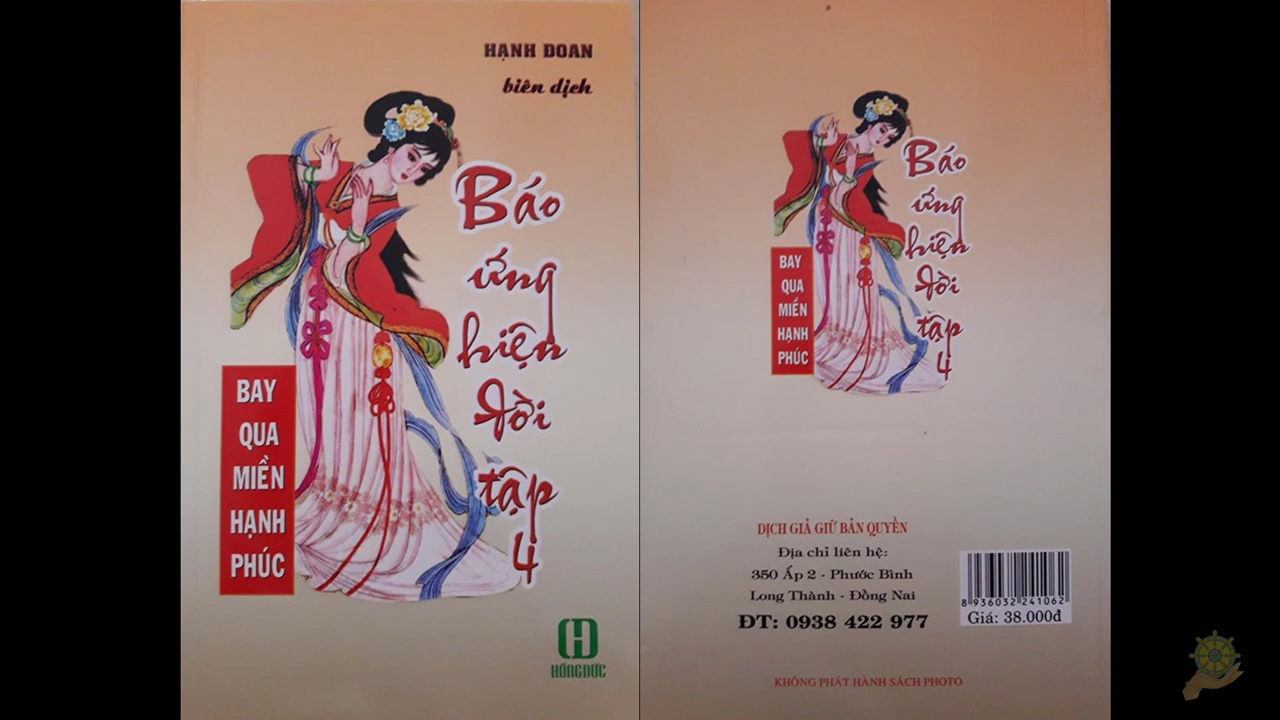 HẠNH ĐOAN
biên dịch
Báo
ứng
hiện
đời
tập
4
BAY
QUA
MIỀN
HẠNH
PHÚC
HỒNG ĐỨC
Báo
ứng
hiện
đời
tập
4
BAY
QUA
MIỀN
HẠNH
PHÚC
DỊCH GIẢ GIỮ BẢN QUYỀN
Địa chỉ liên hệ:
350 Ấp 2 - Phước Bình
Long Thành - Đồng Nai
ĐT: 0938 422 977
8 936032 241062
Giá: 38.000đ
KHÔNG PHÁT HÀNH SÁCH PHOTO